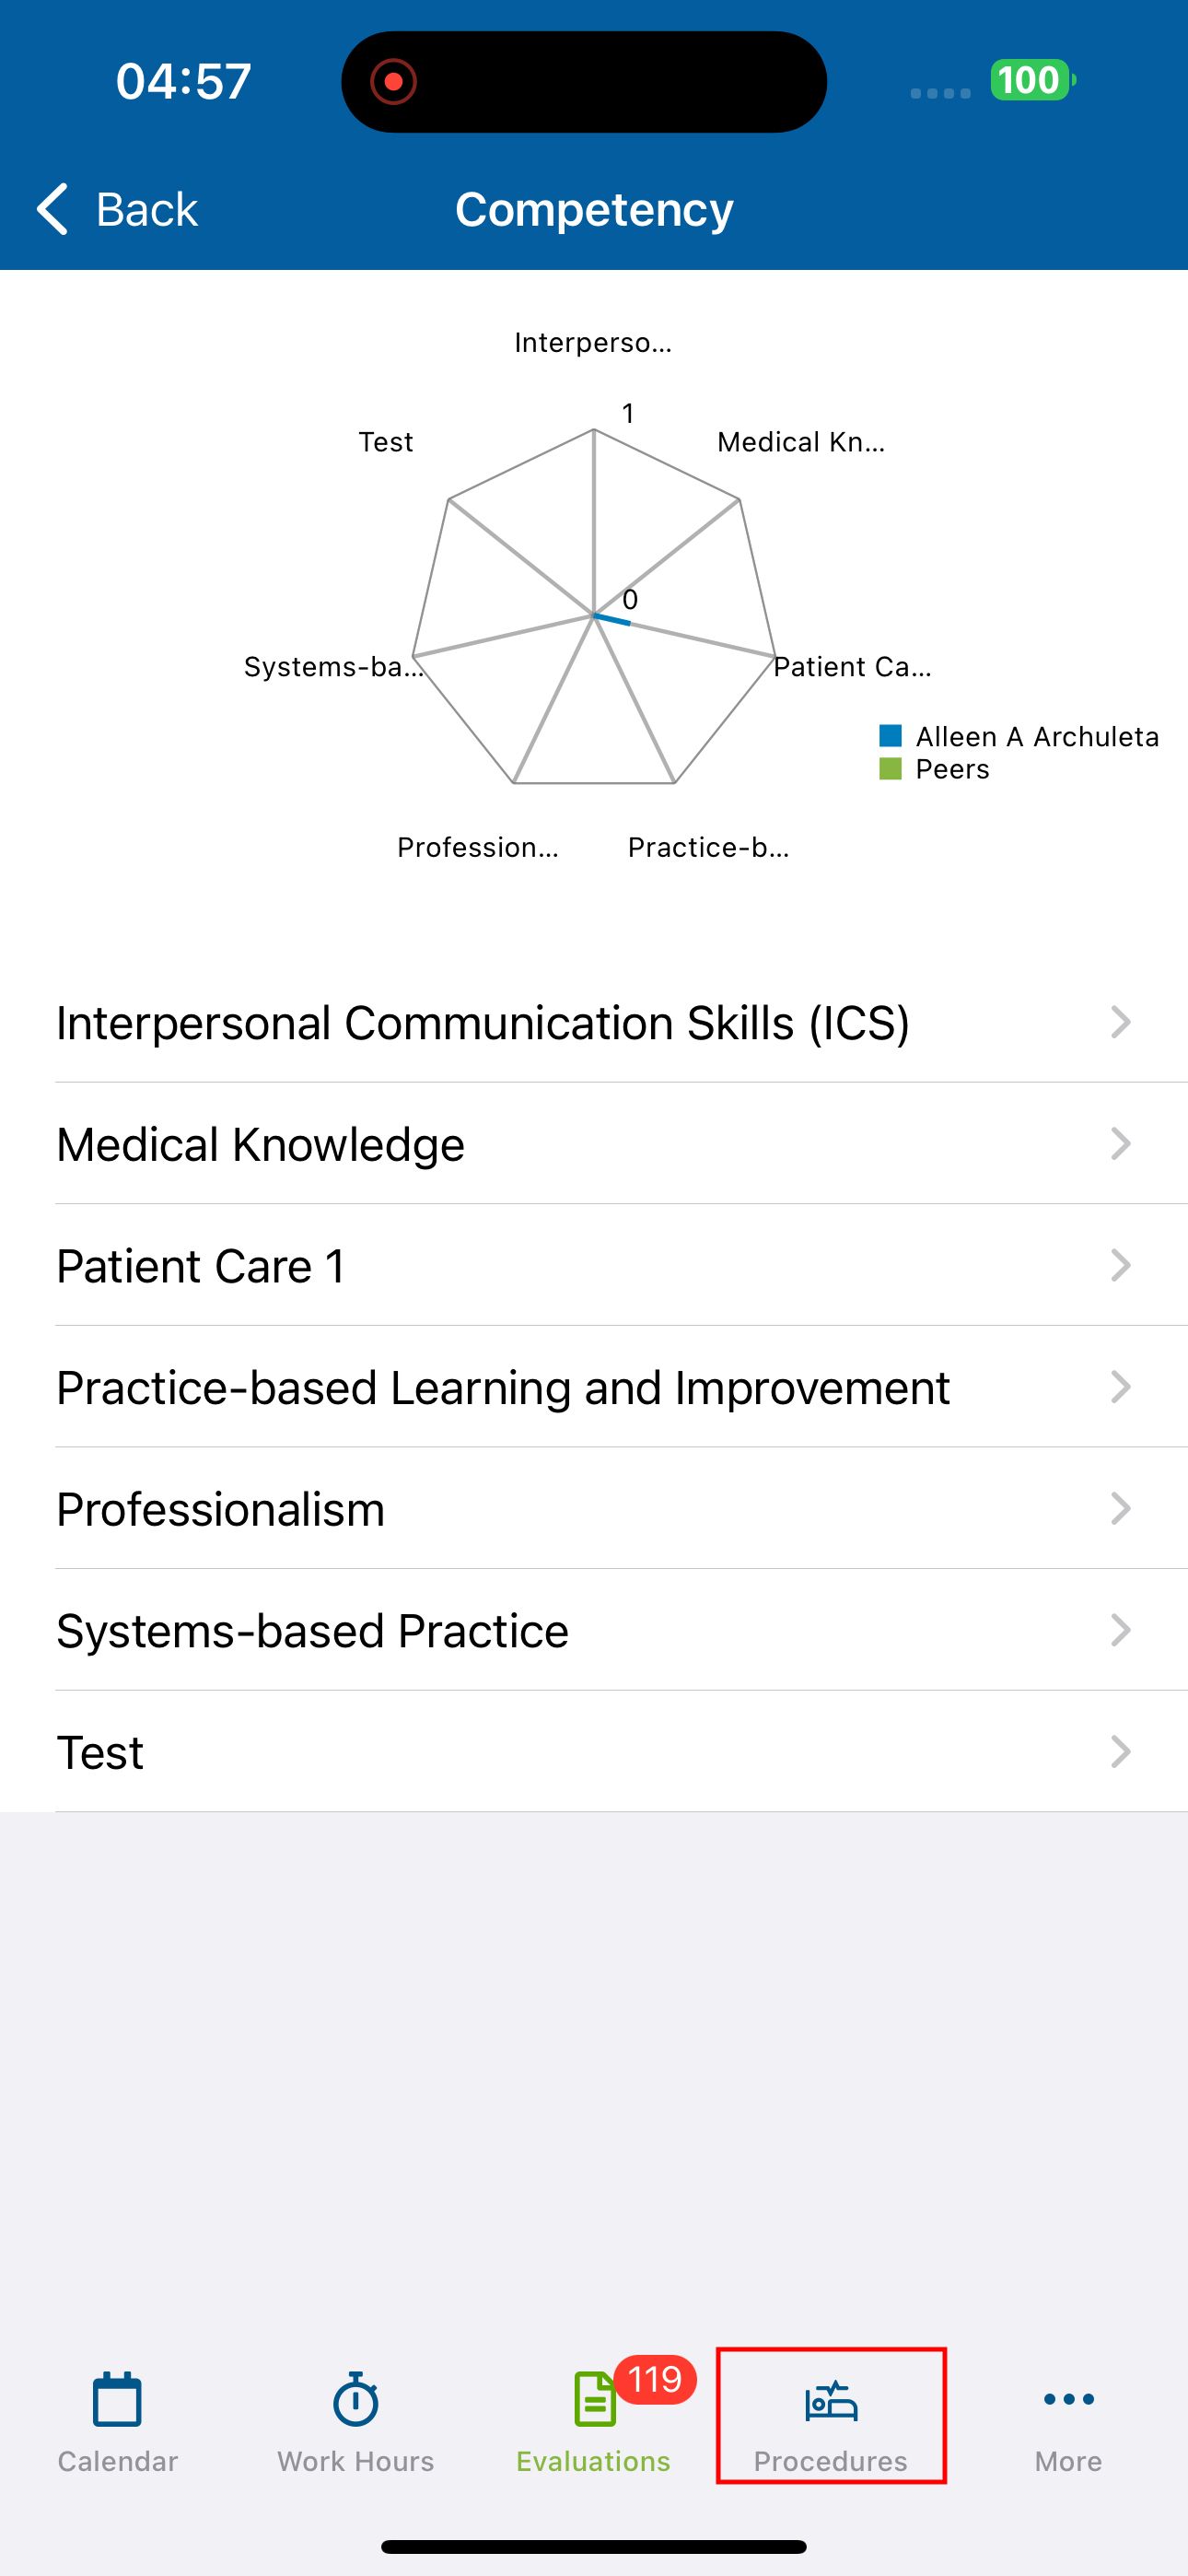 04:57
100
Back
Competency
Interperso...
1
Test
Medical Kn...
0
Systems-ba...
Patient Ca...
Alleen A Archuleta
Peers
Profession...
Practice-b...
Interpersonal Communication Skills (ICS)
Medical Knowledge
Patient Care 1
Practice-based Learning and Improvement
Professionalism
Systems-based Practice
Test
119
Calendar
Work Hours
Evaluations
Procedures
More